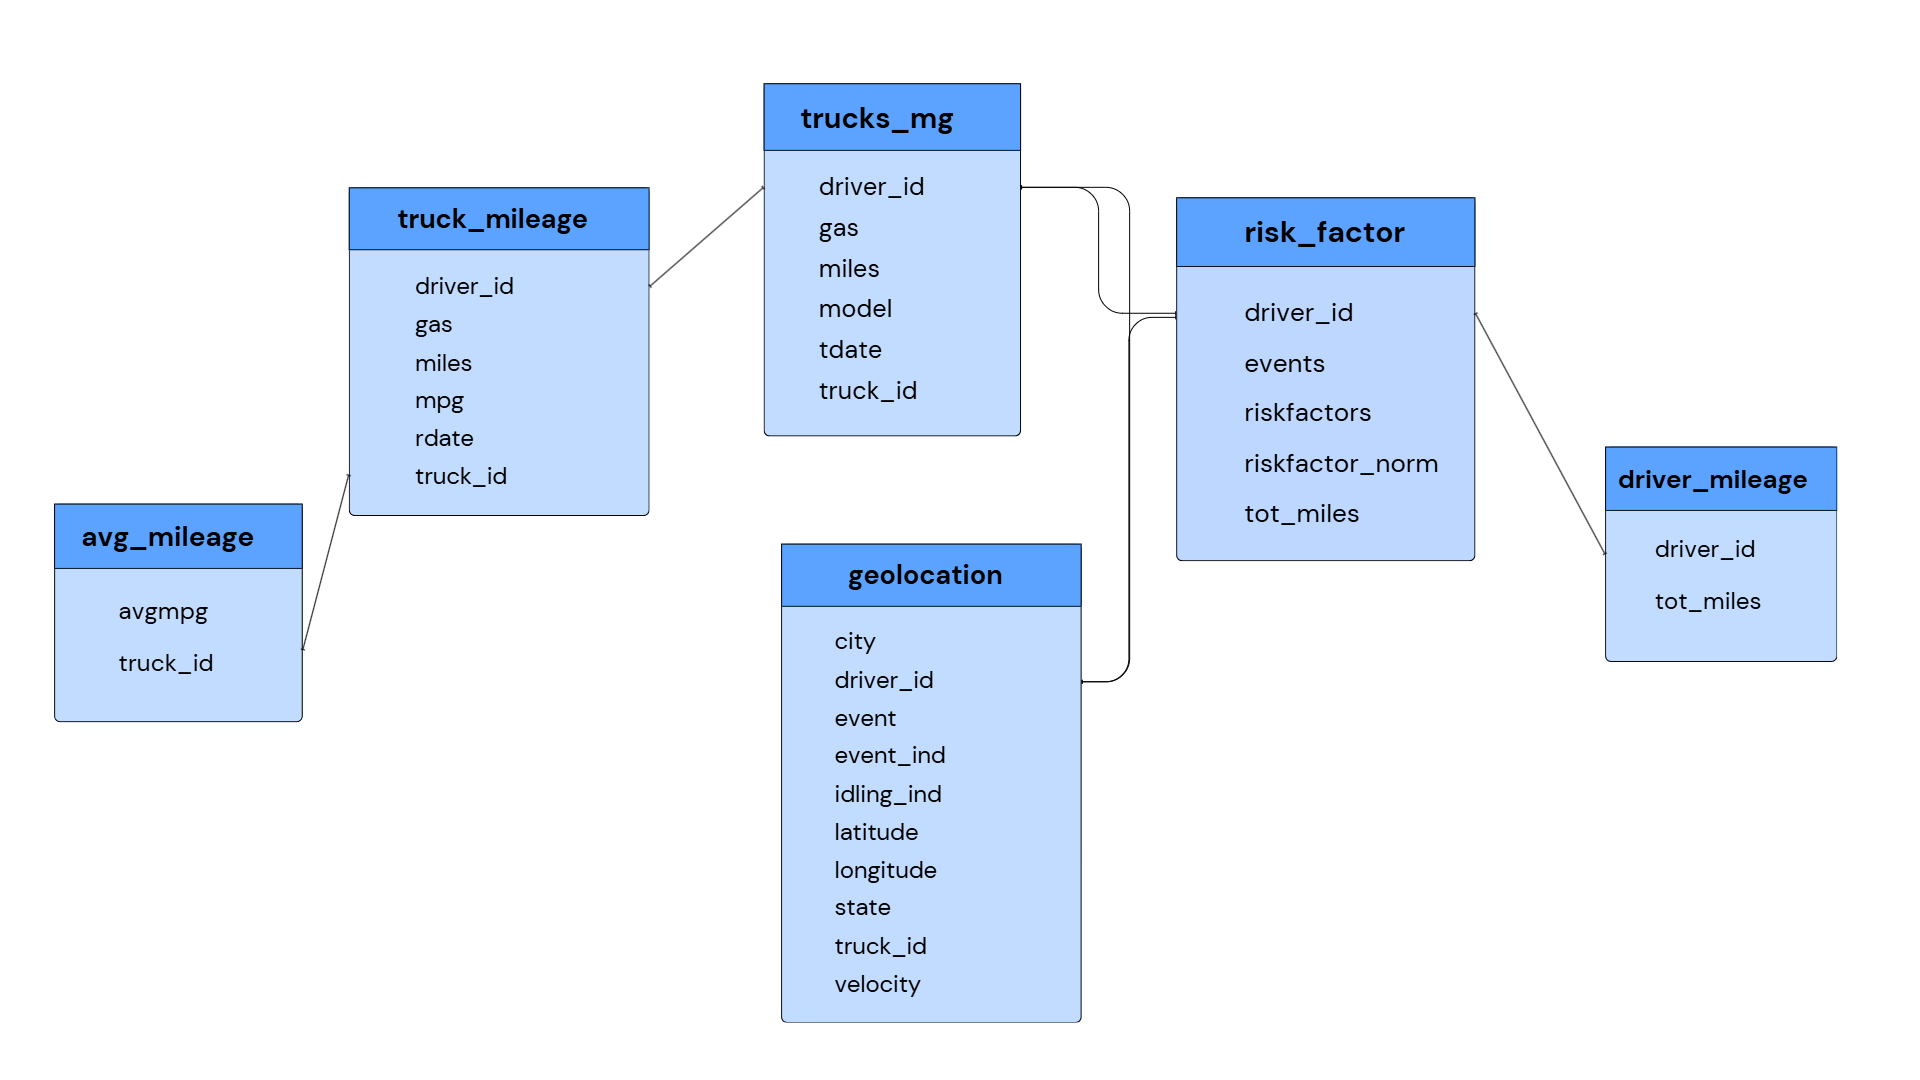 trucks_mg
driver_id
gas
miles
model
tdate
truck_id
truck_mileage
driver_id
gas
miles
mpg
rdate
truck_id
risk_factor
driver_id
events
riskfactors
riskfactor_norm
tot_miles
driver_mileage
driver_id
tot_miles
avg_mileage
avgmpg
truck_id
geolocation
city
driver_id
event
event_ind
idling_ind
latitude
longitude
state
truck_id
velocity